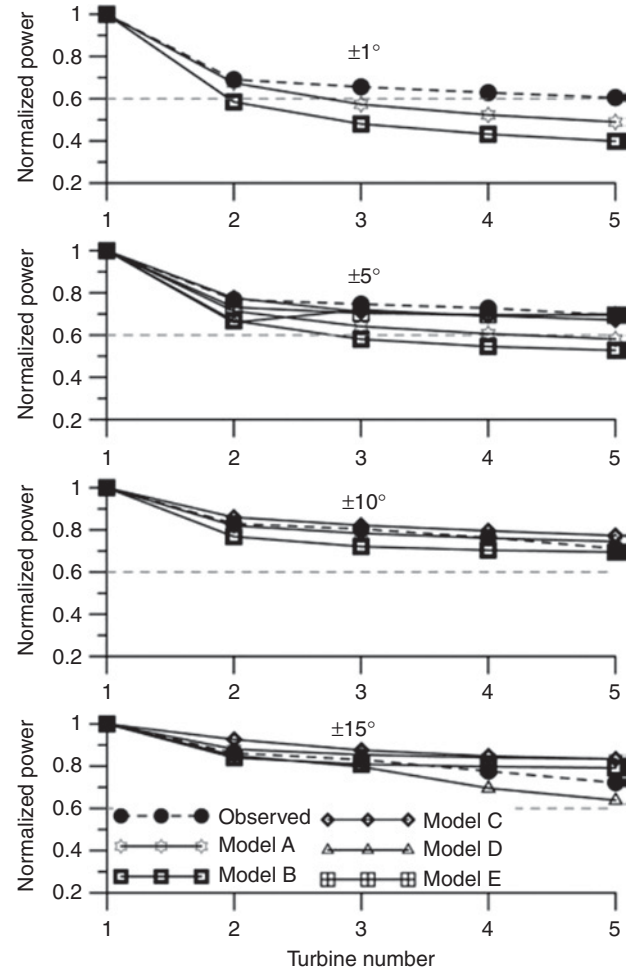 Normalized power
1
0.8
0.6
0.4
0.2
±1°
1 2 3 4 5
Normalized power
1
0.8
0.6
0.4
0.2
±5°
1 2 3 4 5
Normalized power
1
0.8
0.6
0.4
0.2
±10°
1 2 3 4 5
Normalized power
1
0.8
0.6
0.4
0.2
±15°
Observed
Model A
Model B
Model C
Model D
Model E
1 2 3 4 5
Turbine number